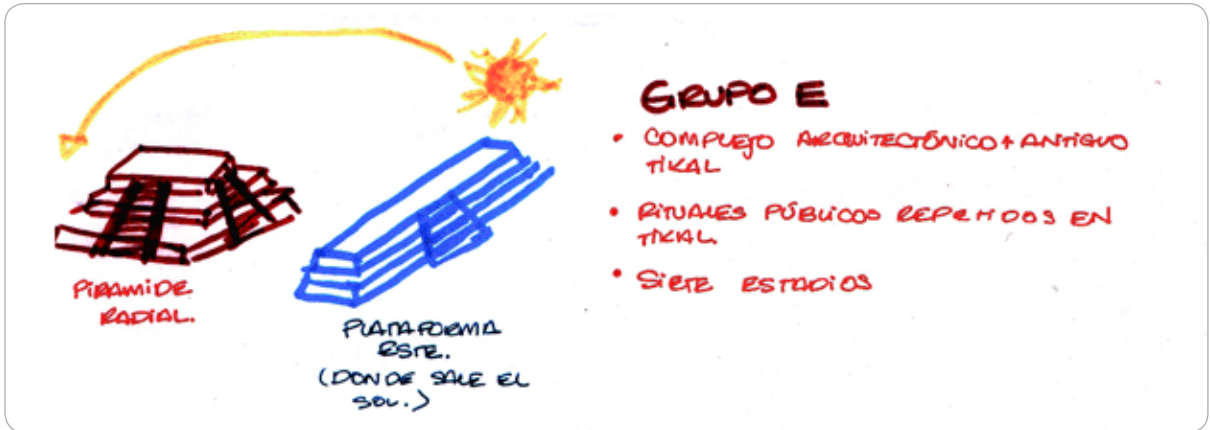 PIRAMIDE
RADIAL.
PLATAFORMA
ESTE.
(DONDE SALE EL
SOL.)
GRUPO E
• COMPLEJO ARQUITECTÓNICO + ANTIGUO
TIKAL
• RITUALES PÚBLICOS REPETIDOS EN
TIKAL.
• SIETE ESTADIOS